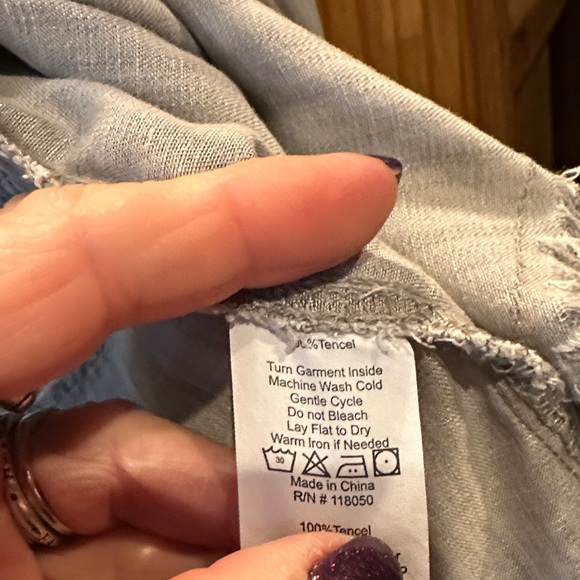 %Tencel
Turn Garment Inside
Machine Wash Cold
Gentle Cycle
Do not Bleach
Lay Flat to Dry
Warm Iron if Needed
30
Made in China
R/N # 118050
100%Tencel